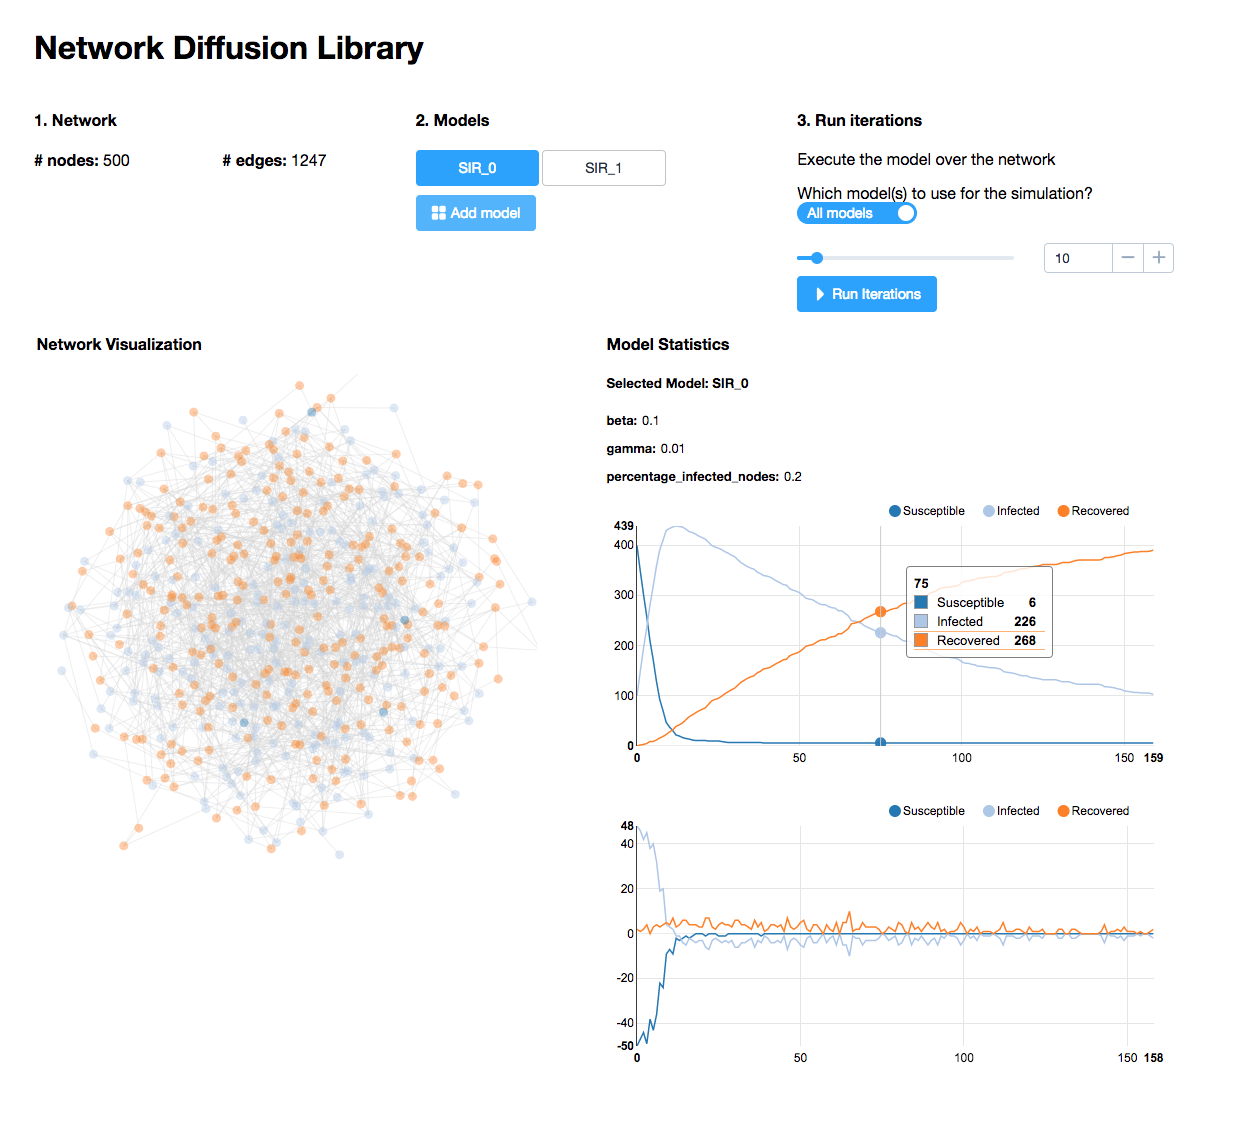 Network Diffusion Library
1. Network
# nodes: 500
# edges: 1247
2. Models
SIR_0
SIR_1
Add model
3. Run iterations
Execute the model over the network
Which model(s) to use for the simulation?
All models
10
Run Iterations
Network Visualization
Model Statistics
Selected Model: SIR_0
beta: 0.1
gamma: 0.01
percentage_infected_nodes: 0.2
Susceptible Infected Recovered
439
400
300
200
100
0
75
Susceptible 6
Infected 226
Recovered 268
0 50 100 150 159
Susceptible Infected Recovered
48
40
20
0
-20
-40
-50
0 50 100 150 158